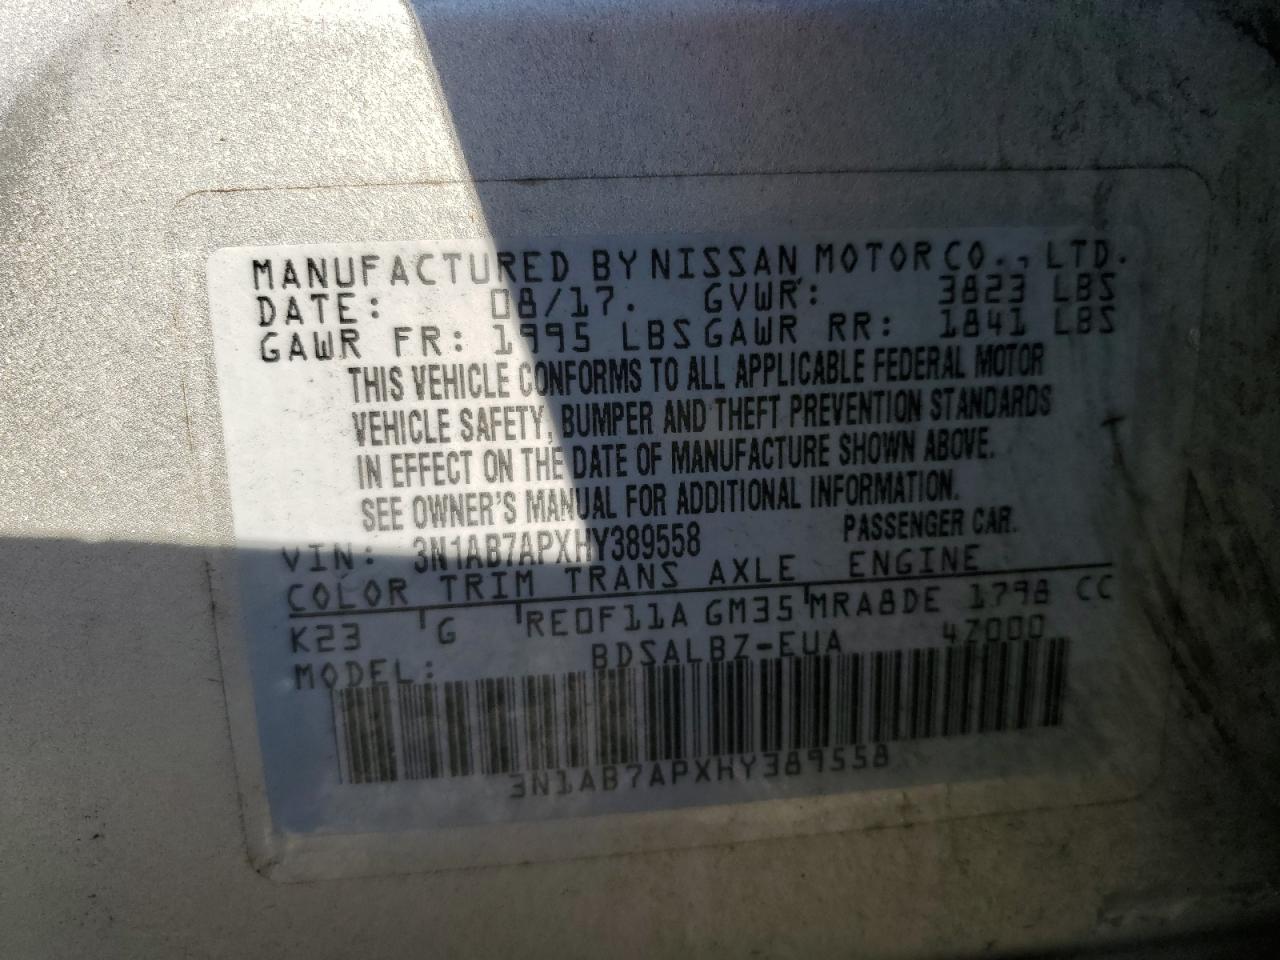 MANUFACTURED BY NISSAN MOTOR CO., LTD.
DATE: 08/17. GVWR: 3823 LBS
GAWR FR: 1995 LBS GAWR RR: 1841 LBS
THIS VEHICLE CONFORMS TO ALL APPLICABLE FEDERAL MOTOR
VEHICLE SAFETY, BUMPER AND THEFT PREVENTION STANDARDS
IN EFFECT ON THE DATE OF MANUFACTURE SHOWN ABOVE.
SEE OWNER'S MANUAL FOR ADDITIONAL INFORMATION.
VIN: 3N1AB7APXHY389558 PASSENGER CAR.
COLOR TRIM TRANS AXLE ENGINE
K23 G RE0F11A GM35 MRA8DE 1798 CC
MODEL: BDSALBZ-EUA 4Z000
3N1AB7APXHY389558